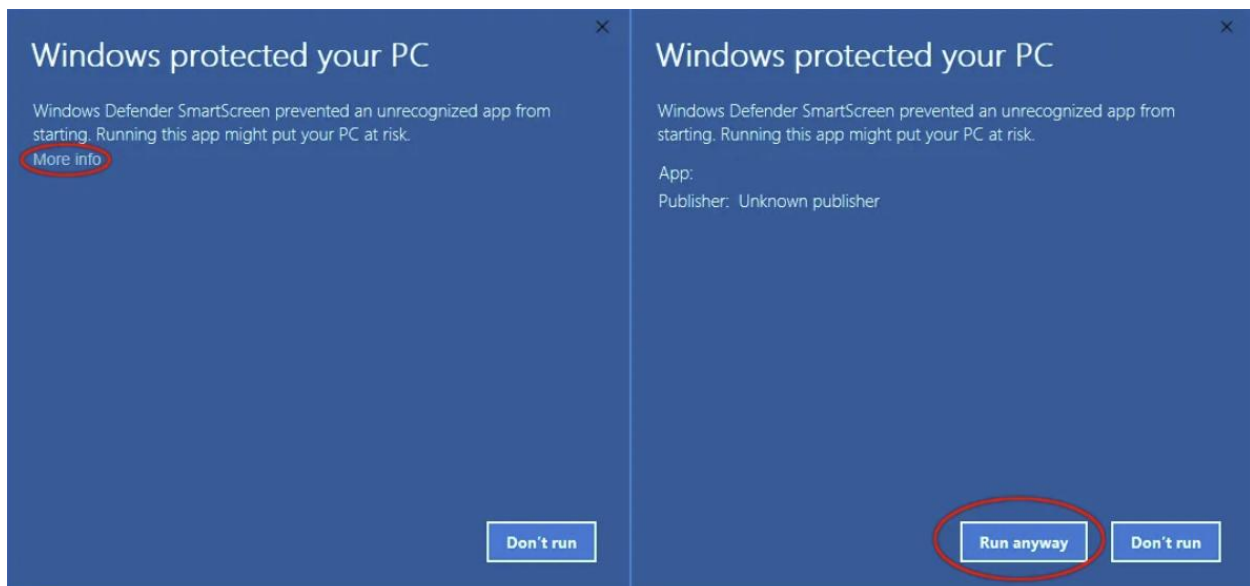 Windows protected your PC
Windows Defender SmartScreen prevented an unrecognized app from
starting. Running this app might put your PC at risk.
More info
Don't run
Windows protected your PC
Windows Defender SmartScreen prevented an unrecognized app from
starting. Running this app might put your PC at risk.
App:
Publisher: Unknown publisher
Run anyway
Don't run